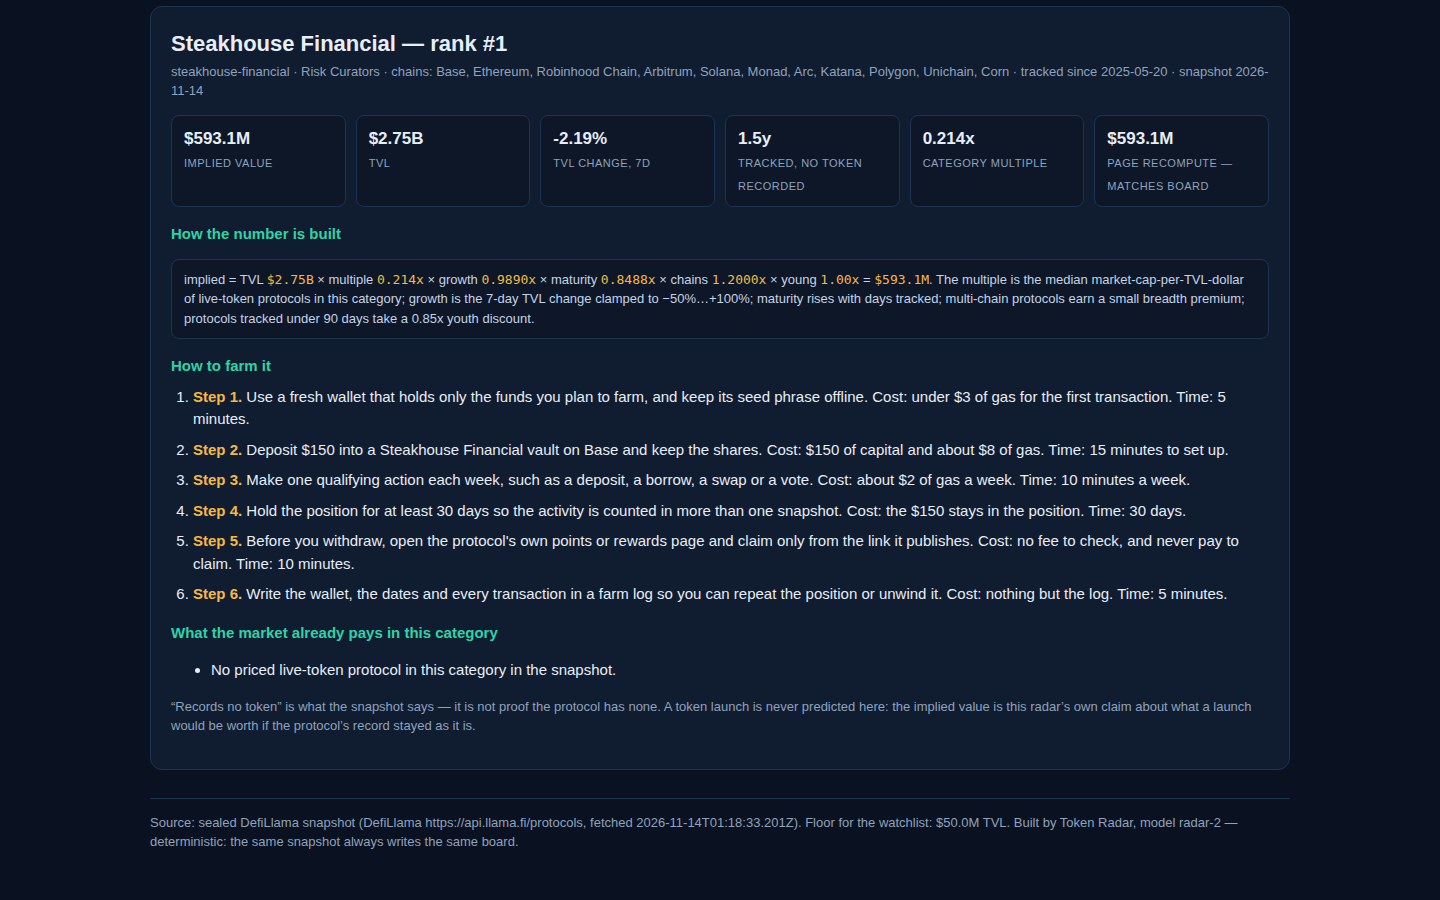 Steakhouse Financial — rank #1
steakhouse-financial · Risk Curators · chains: Base, Ethereum, Robinhood Chain, Arbitrum, Solana, Monad, Arc, Katana, Polygon, Unichain, Corn · tracked since 2025-05-20 · snapshot 2026-
11-14
$593.1M
IMPLIED VALUE
$2.75B
TVL
-2.19%
TVL CHANGE, 7D
1.5y
TRACKED, NO TOKEN
RECORDED
0.214x
CATEGORY MULTIPLE
$593.1M
PAGE RECOMPUTE —
MATCHES BOARD
How the number is built
implied = TVL $2.75B × multiple 0.214x × growth 0.9890x × maturity 0.8488x × chains 1.2000x × young 1.00x = $593.1M. The multiple is the median market-cap-per-TVL-dollar
of live-token protocols in this category; growth is the 7-day TVL change clamped to −50%…+100%; maturity rises with days tracked; multi-chain protocols earn a small breadth premium;
protocols tracked under 90 days take a 0.85x youth discount.
How to farm it
1. Step 1. Use a fresh wallet that holds only the funds you plan to farm, and keep its seed phrase offline. Cost: under $3 of gas for the first transaction. Time: 5
minutes.
2. Step 2. Deposit $150 into a Steakhouse Financial vault on Base and keep the shares. Cost: $150 of capital and about $8 of gas. Time: 15 minutes to set up.
3. Step 3. Make one qualifying action each week, such as a deposit, a borrow, a swap or a vote. Cost: about $2 of gas a week. Time: 10 minutes a week.
4. Step 4. Hold the position for at least 30 days so the activity is counted in more than one snapshot. Cost: the $150 stays in the position. Time: 30 days.
5. Step 5. Before you withdraw, open the protocol's own points or rewards page and claim only from the link it publishes. Cost: no fee to check, and never pay to
claim. Time: 10 minutes.
6. Step 6. Write the wallet, the dates and every transaction in a farm log so you can repeat the position or unwind it. Cost: nothing but the log. Time: 5 minutes.
What the market already pays in this category
• No priced live-token protocol in this category in the snapshot.
“Records no token” is what the snapshot says — it is not proof the protocol has none. A token launch is never predicted here: the implied value is this radar’s own claim about what a launch
would be worth if the protocol’s record stayed as it is.
Source: sealed DefiLlama snapshot (DefiLlama https://api.llama.fi/protocols, fetched 2026-11-14T01:18:33.201Z). Floor for the watchlist: $50.0M TVL. Built by Token Radar, model radar-2 —
deterministic: the same snapshot always writes the same board.